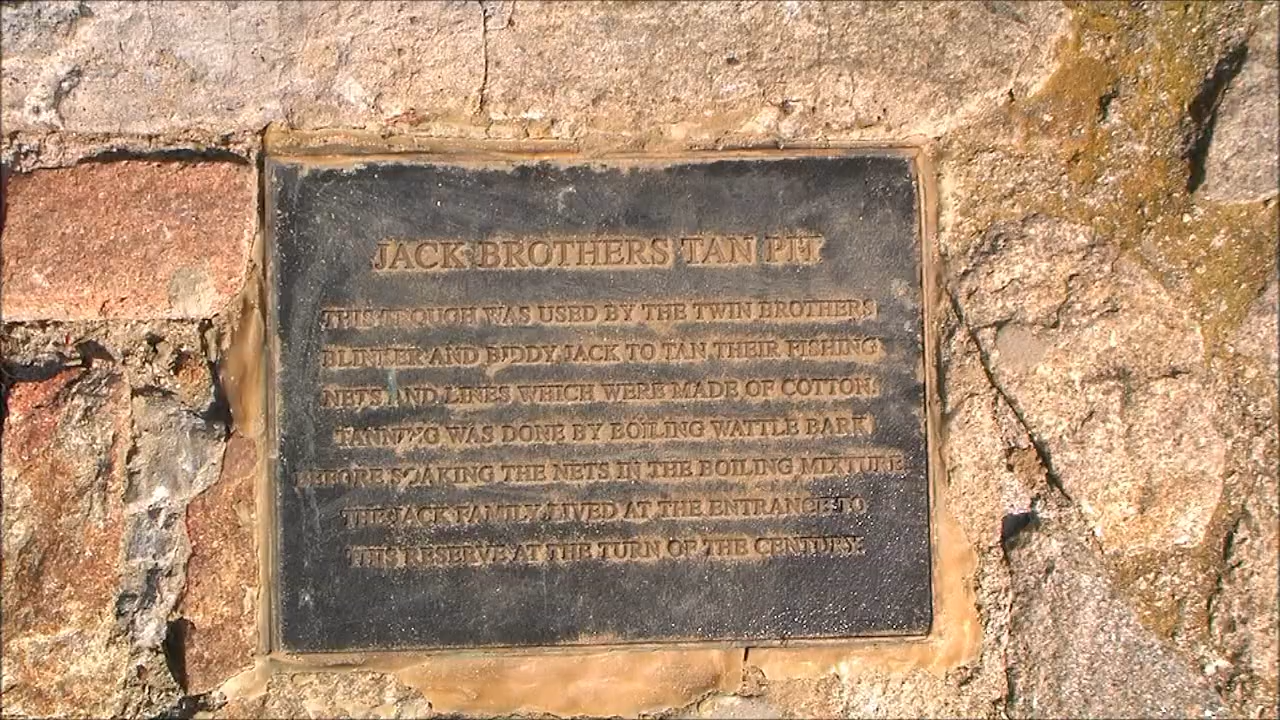 JACK BROTHERS TAN PIT
THIS TROUGH WAS USED BY THE TWIN BROTHERS
BLINKER AND BIDDY JACK TO TAN THEIR FISHING
NETS AND LINES WHICH WERE MADE OF COTTON.
TANNING WAS DONE BY BOILING WATTLE BARK
BEFORE SOAKING THE NETS IN THE BOILING MIXTURE.
THE JACK FAMILY LIVED AT THE ENTRANCE TO
THIS RESERVE AT THE TURN OF THE CENTURY.